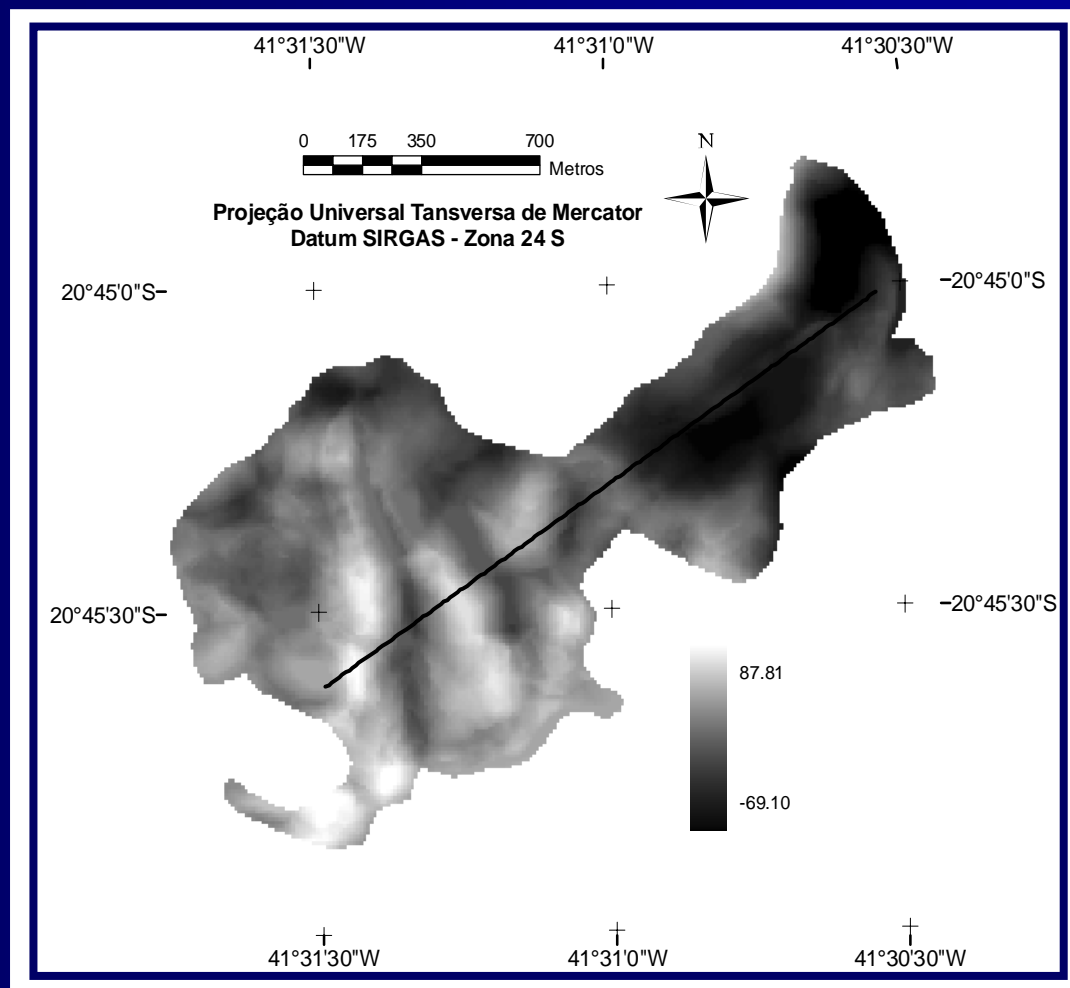 41°31'30"W 41°31'0"W 41°30'30"W
0 175 350 700
Metros
N
Projeção Universal Tansversa de Mercator
Datum SIRGAS - Zona 24 S
20°45'0"S 20°45'0"S
20°45'30"S 20°45'30"S
87.81
-69.10
41°31'30"W 41°31'0"W 41°30'30"W